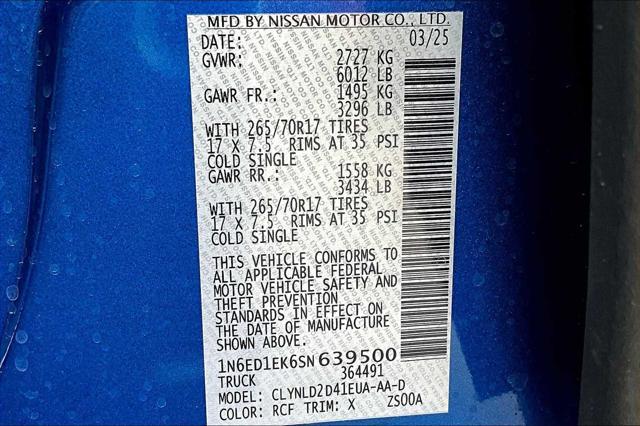 MFD BY NISSAN MOTOR CO., LTD.
DATE: 03/25
GVWR: 2727 KG
6012 LB
GAWR FR.: 1495 KG
3296 LB
WITH 265/70R17 TIRES
17 X 7.5 RIMS AT 35 PSI
COLD SINGLE
GAWR RR.: 1558 KG
3434 LB
WITH 265/70R17 TIRES
17 X 7.5 RIMS AT 35 PSI
COLD SINGLE
THIS VEHICLE CONFORMS TO
ALL APPLICABLE FEDERAL
MOTOR VEHICLE SAFETY AND
THEFT PREVENTION
STANDARDS IN EFFECT ON
THE DATE OF MANUFACTURE
SHOWN ABOVE.
1N6ED1EK6SN639500
TRUCK 364491
MODEL: CLYNLD2D41EUA-AA-D
COLOR: RCF TRIM: X ZS00A